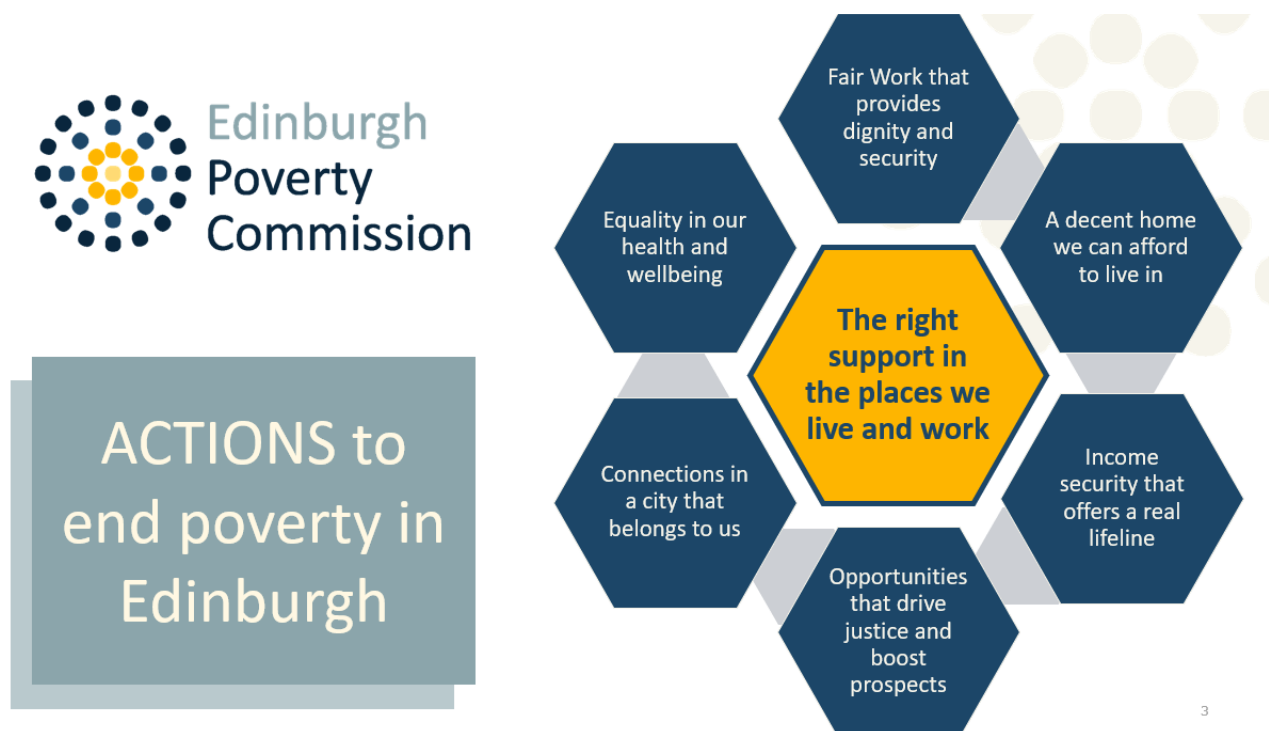 Edinburgh
Poverty
Commission
ACTIONS to
end poverty in
Edinburgh
Fair Work that
provides
dignity and
security
A decent home
we can afford
to live in
Income
security that
offers a real
lifeline
Opportunities
that drive
justice and
boost
prospects
Connections in
a city that
belongs to us
Equality in our
health and
wellbeing
The right
support in
the places we
live and work
3